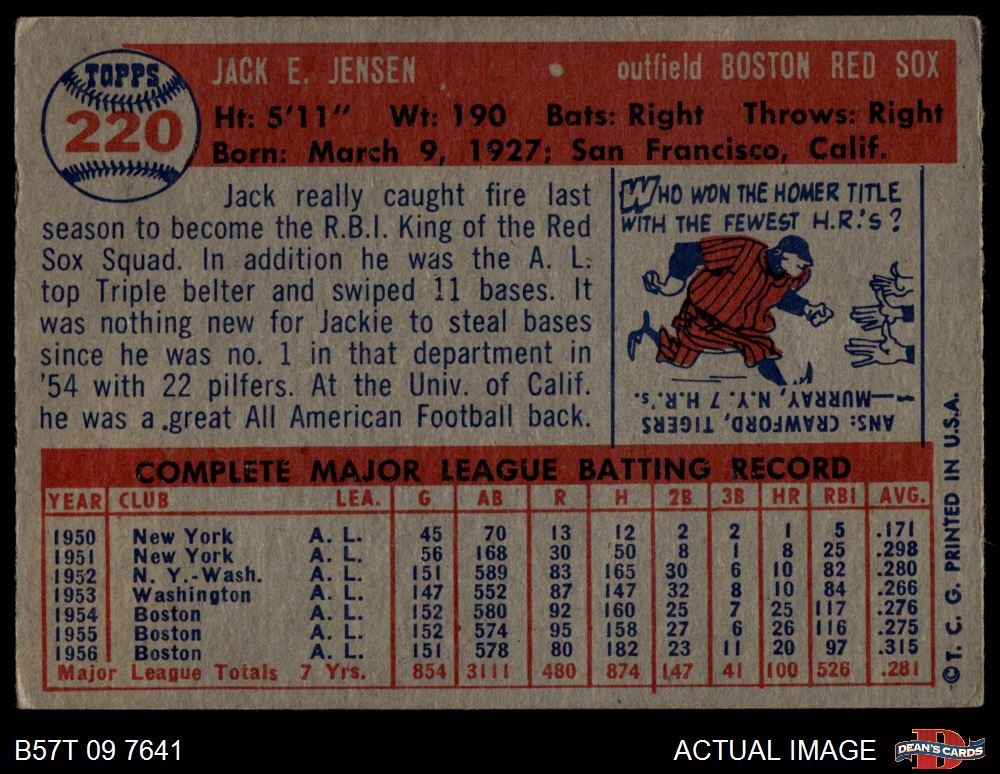 TOPPS
220
JACK E. JENSEN • outfield BOSTON RED SOX
Ht: 5'11" Wt: 190 Bats: Right Throws: Right
Born: March 9, 1927; San Francisco, Calif.
Jack really caught fire last
season to become the R.B.I. King of the Red
Sox Squad. In addition he was the A. L.
top Triple belter and swiped 11 bases. It
was nothing new for Jackie to steal bases
since he was no. 1 in that department in
'54 with 22 pilfers. At the Univ. of Calif.
he was a great All American Football back.
WHO WON THE HOMER TITLE
WITH THE FEWEST H.R.'S?
ANS: CRAWFORD, TIGERS
—MURRAY, N.Y. 7 H.R.'s.
COMPLETE MAJOR LEAGUE BATTING RECORD
YEAR CLUB LEA. G AB R H 2B 3B HR RBI AVG.
1950 New York A. L. 45 70 13 12 2 2 1 5 .171
1951 New York A. L. 56 168 30 50 8 1 8 25 .298
1952 N. Y.-Wash. A. L. 151 589 83 165 30 6 10 82 .280
1953 Washington A. L. 147 552 87 147 32 8 10 84 .266
1954 Boston A. L. 152 580 92 160 25 7 25 117 .276
1955 Boston A. L. 152 574 95 158 27 6 26 116 .275
1956 Boston A. L. 151 578 80 182 23 11 20 97 .315
Major League Totals 7 Yrs. 854 3111 480 874 147 41 100 526 .281
©T. C. G. PRINTED IN U.S.A.
B57T 09 7641
ACTUAL IMAGE
DEAN'S CARDS